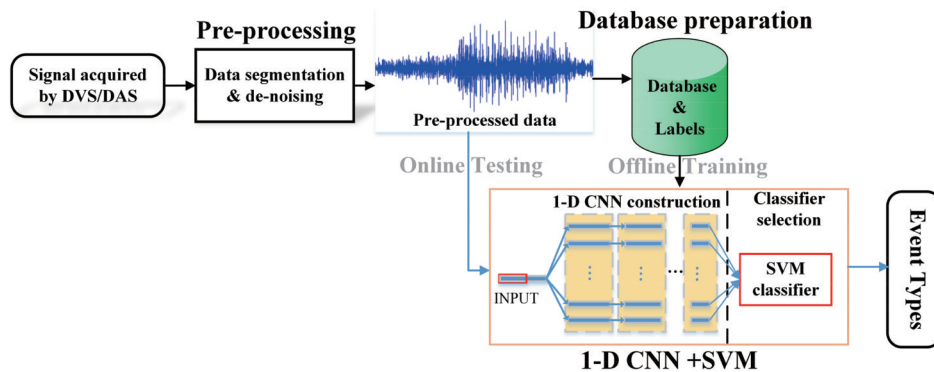 Pre-processing
Database preparation
Signal acquired
by DVS/DAS
Data segmentation
& de-noising
Pre-processed data
Database
&
Labels
Online Testing
Offline Training
1-D CNN construction
Classifier
selection
INPUT
SVM
classifier
Event Types
1-D CNN +SVM